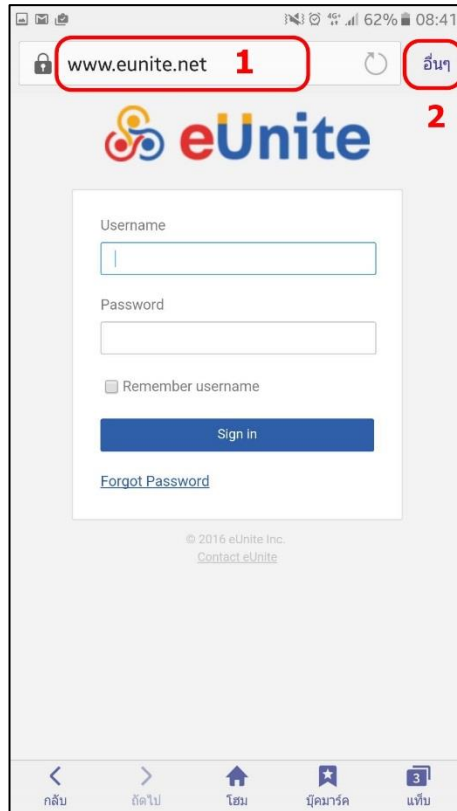 62% 08:41
www.eunite.net 1 อื่นๆ
2
eUnite
Username
Password
Remember username
Sign in
Forgot Password
© 2016 eUnite Inc.
Contact eUnite
3
กลับ ถัดไป โฮม บุ๊คมาร์ค แท็บ